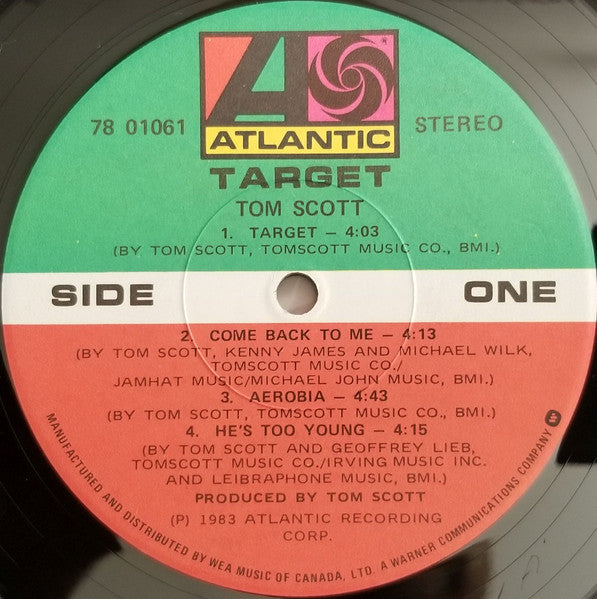 ATLANTIC
78 01061 STEREO
TARGET
TOM SCOTT
1. TARGET – 4:03
(BY TOM SCOTT, TOMSCOTT MUSIC CO., BMI.)
SIDE ONE
2. COME BACK TO ME – 4:13
(BY TOM SCOTT, KENNY JAMES AND MICHAEL WILK,
TOMSCOTT MUSIC CO./
JAMHAT MUSIC/MICHAEL JOHN MUSIC, BMI.)
3. AEROBIA – 4:43
(BY TOM SCOTT, TOMSCOTT MUSIC CO., BMI.)
4. HE'S TOO YOUNG – 4:15
(BY TOM SCOTT AND GEOFFREY LIEB,
TOMSCOTT MUSIC CO./IRVING MUSIC INC.
AND LEIBRAPHONE MUSIC, BMI.)
PRODUCED BY TOM SCOTT
(P) 1983 ATLANTIC RECORDING
CORP.
MANUFACTURED AND DISTRIBUTED BY WEA MUSIC OF CANADA, LTD. A WARNER COMMUNICATIONS COMPANY